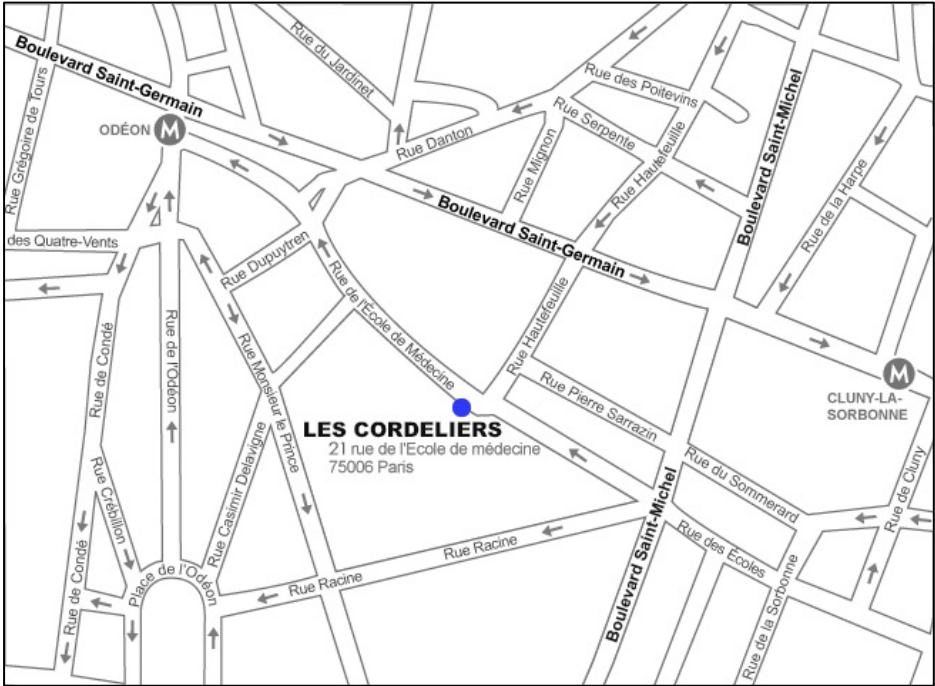 Boulevard Saint-Germain
Rue du Jardinet
Rue Grégoire de Tours
ODÉON
M
Rue Danton
Rue des Poitevins
Rue Serpente
Rue Mignon
Rue Hautefeuille
Boulevard Saint-Michel
Rue de la Harpe
des Quatre-Vents
Rue Dupuytren
Boulevard Saint-Germain
Rue de l'École de Médecine
Rue Hautefeuille
Rue de Condé
Rue de l'Odéon
Rue Monsieur le Prince
Rue Pierre Sarrazin
M
CLUNY-LA-
SORBONNE
LES CORDELIERS
21 rue de l'Ecole de médecine
75006 Paris
Rue Casimir Delavigne
Rue Crébillon
Rue du Sommerard
Rue de Cluny
Rue des Écoles
Boulevard Saint-Michel
Rue Racine
Rue Racine
Place de l'Odéon
Rue de Condé
Rue de la Sorbonne